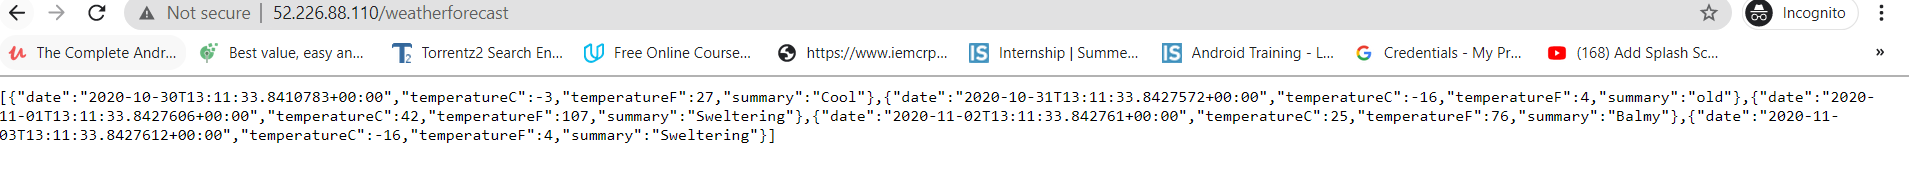 Not secure | 52.226.88.110/weatherforecast Incognito
The Complete Andr... Best value, easy an... Torrentz2 Search En... Free Online Course... https://www.iemcrp... Internship | Summe... Android Training - L... Credentials - My Pr... (168) Add Splash Sc... »
[{"date":"2020-10-30T13:11:33.8410783+00:00","temperatureC":-3,"temperatureF":27,"summary":"Cool"},{"date":"2020-10-31T13:11:33.8427572+00:00","temperatureC":-16,"temperatureF":4,"summary":"old"},{"date":"2020-
11-01T13:11:33.8427606+00:00","temperatureC":42,"temperatureF":107,"summary":"Sweltering"},{"date":"2020-11-02T13:11:33.842761+00:00","temperatureC":25,"temperatureF":76,"summary":"Balmy"},{"date":"2020-11-
03T13:11:33.8427612+00:00","temperatureC":-16,"temperatureF":4,"summary":"Sweltering"}]